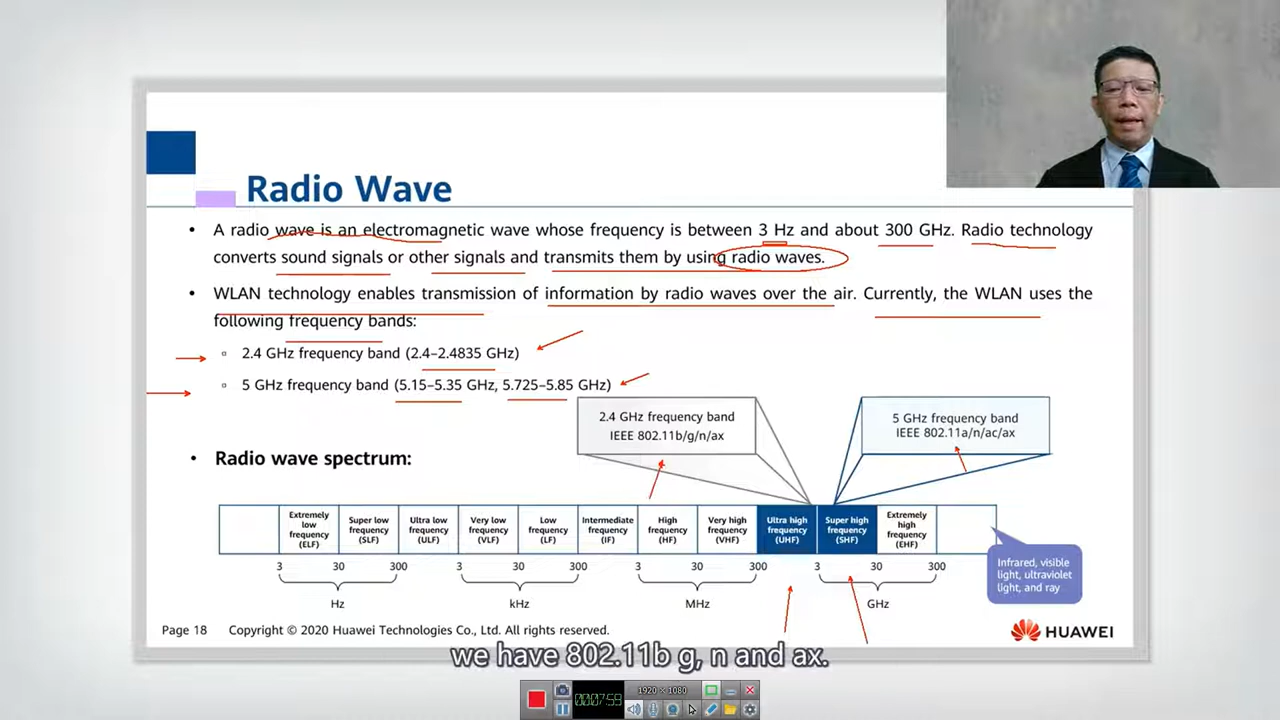 Radio Wave
• A radio wave is an electromagnetic wave whose frequency is between 3 Hz and about 300 GHz. Radio technology
converts sound signals or other signals and transmits them by using radio waves.
• WLAN technology enables transmission of information by radio waves over the air. Currently, the WLAN uses the
following frequency bands:
▫ 2.4 GHz frequency band (2.4–2.4835 GHz)
▫ 5 GHz frequency band (5.15–5.35 GHz, 5.725–5.85 GHz)
2.4 GHz frequency band
IEEE 802.11b/g/n/ax
5 GHz frequency band
IEEE 802.11a/n/ac/ax
• Radio wave spectrum:
Extremely
low
frequency
(ELF)
Super low
frequency
(SLF)
Ultra low
frequency
(ULF)
Very low
frequency
(VLF)
Low
frequency
(LF)
Intermediate
frequency
(IF)
High
frequency
(HF)
Very high
frequency
(VHF)
Ultra high
frequency
(UHF)
Super high
frequency
(SHF)
Extremely
high
frequency
(EHF)
Infrared, visible
light, ultraviolet
light, and ray
3 30 300 3 30 300 3 30 300 3 30 300
Hz kHz MHz GHz
Page 18 Copyright © 2020 Huawei Technologies Co., Ltd. All rights reserved.
HUAWEI
we have 802.11b g, n and ax.
1920 × 1080
00:07:59